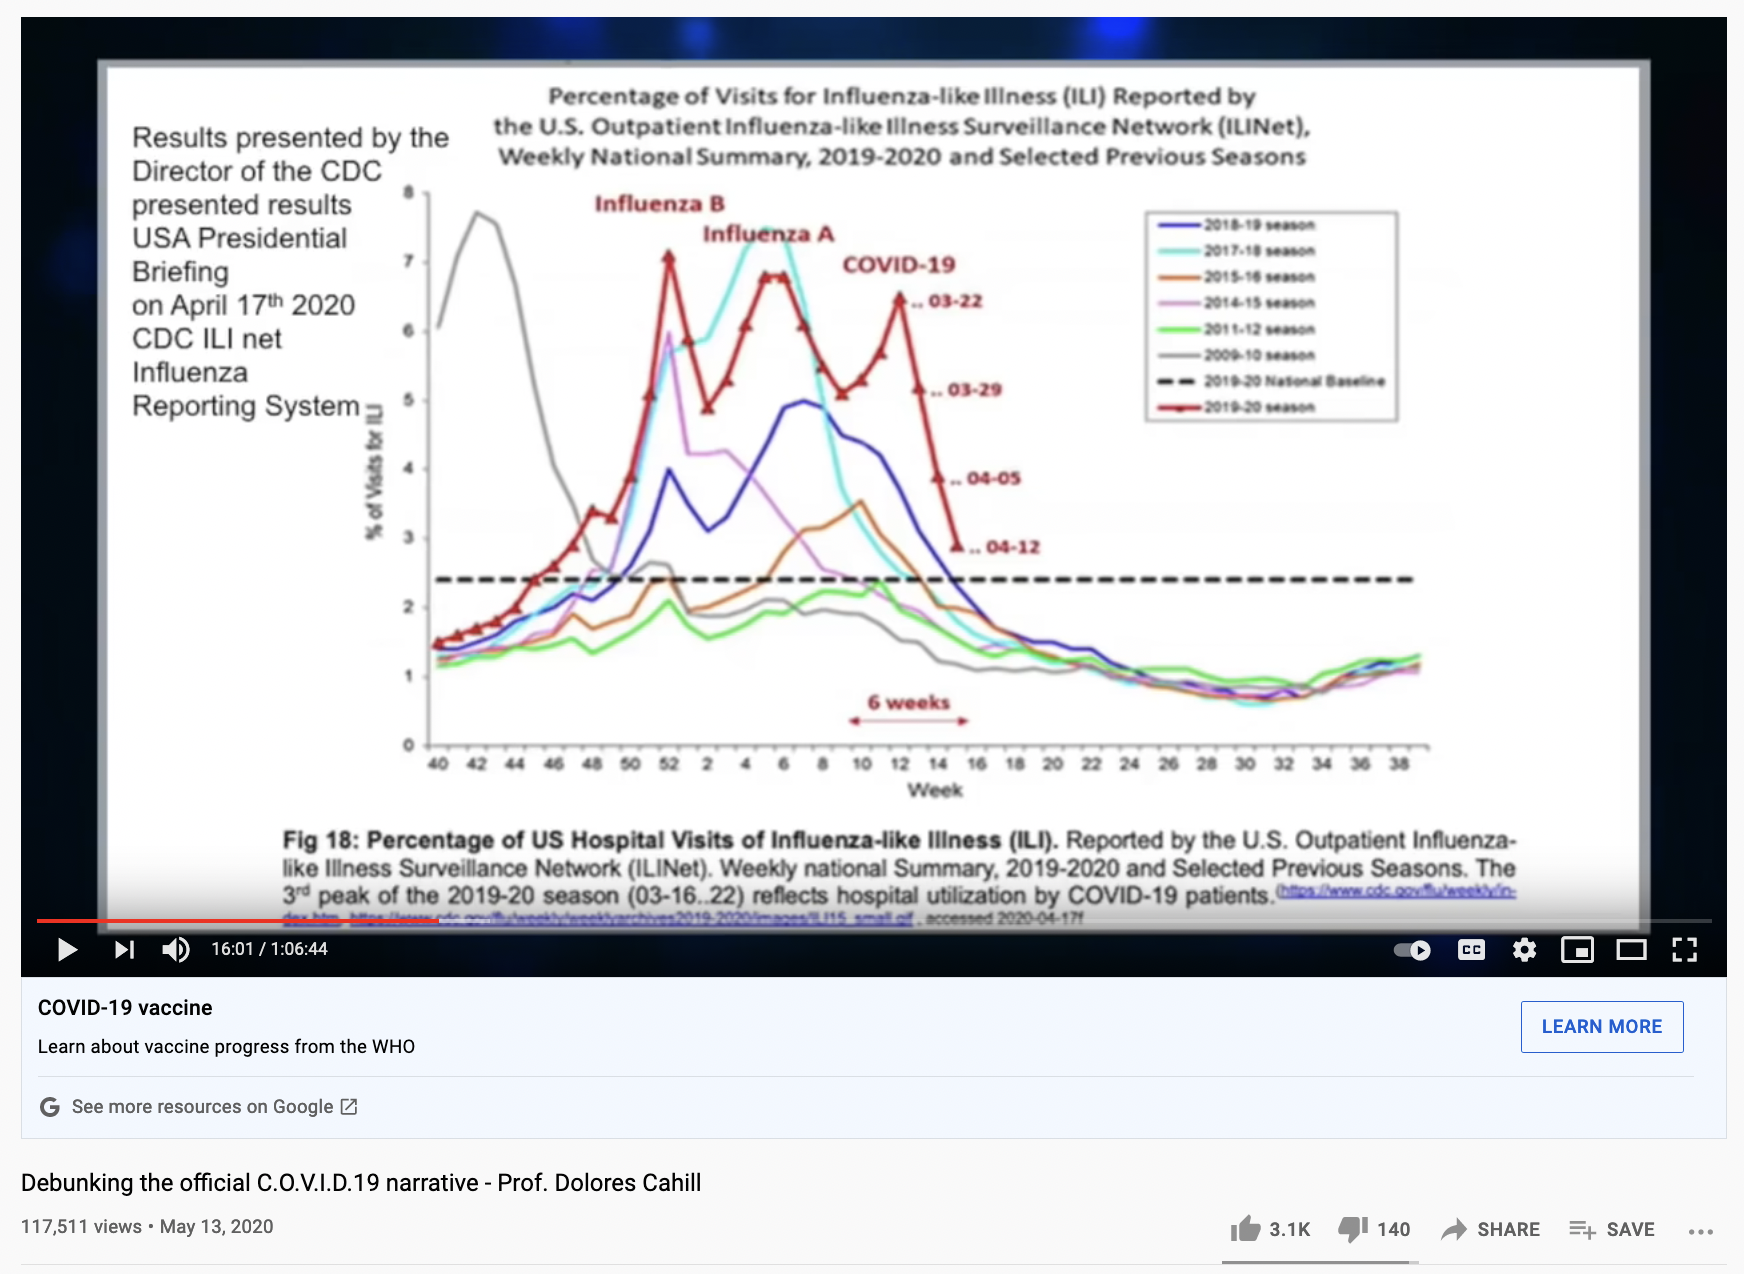 Percentage of Visits for Influenza-like Illness (ILI) Reported by
the U.S. Outpatient Influenza-like Illness Surveillance Network (ILINet),
Weekly National Summary, 2019-2020 and Selected Previous Seasons
Results presented by the
Director of the CDC
presented results
USA Presidential
Briefing
on April 17th 2020
CDC ILI net
Influenza
Reporting System
% of Visits for ILI
8
7
6
5
4
3
2
1
0
Influenza B
Influenza A
COVID-19
.. 03-22
.. 03-29
.. 04-05
.. 04-12
2018-19 season
2017-18 season
2015-16 season
2014-15 season
2011-12 season
2009-10 season
2019-20 National Baseline
2019-20 season
6 weeks
40 42 44 46 48 50 52 2 4 6 8 10 12 14 16 18 20 22 24 26 28 30 32 34 36 38
Week
Fig 18: Percentage of US Hospital Visits of Influenza-like Illness (ILI). Reported by the U.S. Outpatient Influenza-
like Illness Surveillance Network (ILINet). Weekly national Summary, 2019-2020 and Selected Previous Seasons. The
3rd peak of the 2019-20 season (03-16..22) reflects hospital utilization by COVID-19 patients. (https://www.cdc.gov/flu/weekly/in-
dex.htm, https://www.cdc.gov/flu/weekly/weeklyarchives2019-2020/images/ILI15_small.gif , accessed 2020-04-17f
16:01 / 1:06:44
CC
COVID-19 vaccine
Learn about vaccine progress from the WHO
LEARN MORE
G See more resources on Google
Debunking the official C.O.V.I.D.19 narrative - Prof. Dolores Cahill
117,511 views • May 13, 2020
3.1K 140 SHARE SAVE